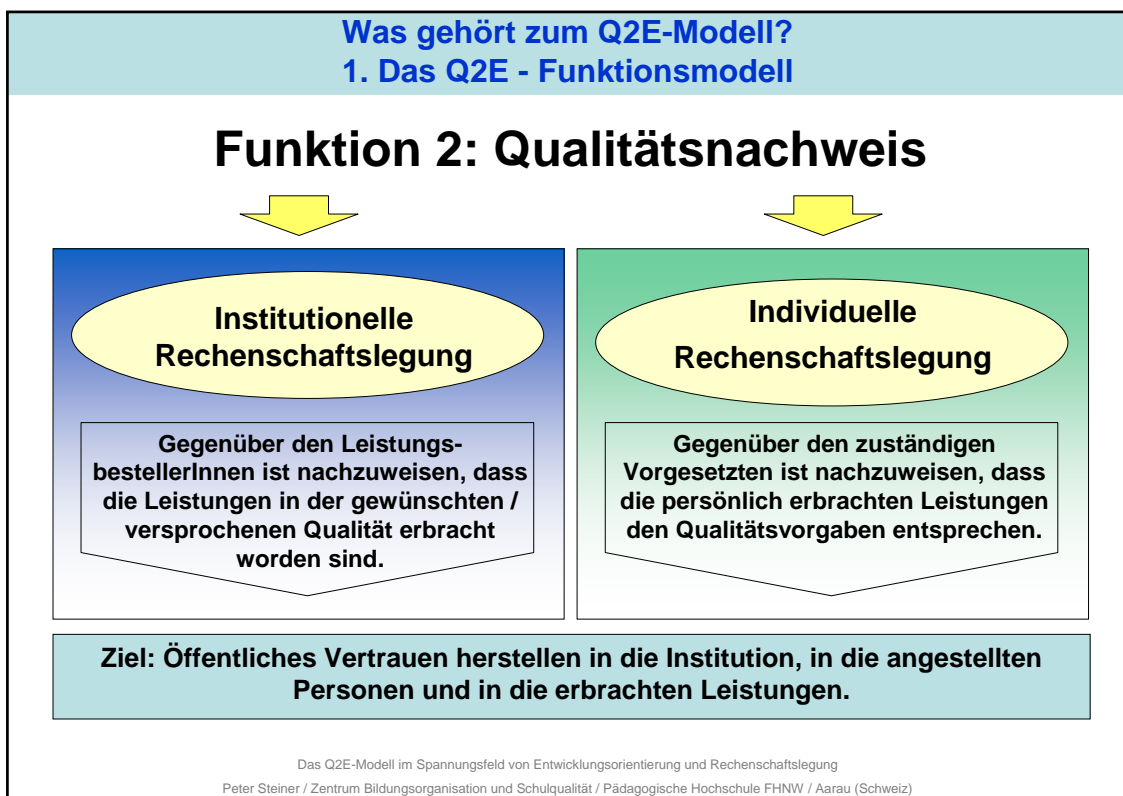 Was gehört zum Q2E-Modell?
1. Das Q2E - Funktionsmodell
Funktion 2: Qualitätsnachweis
Institutionelle
Rechenschaftslegung
Gegenüber den Leistungs-
bestellerInnen ist nachzuweisen, dass
die Leistungen in der gewünschten /
versprochenen Qualität erbracht
worden sind.
Individuelle
Rechenschaftslegung
Gegenüber den zuständigen
Vorgesetzten ist nachzuweisen, dass
die persönlich erbrachten Leistungen
den Qualitätsvorgaben entsprechen.
Ziel: Öffentliches Vertrauen herstellen in die Institution, in die angestellten
Personen und in die erbrachten Leistungen.
Das Q2E-Modell im Spannungsfeld von Entwicklungsorientierung und Rechenschaftslegung
Peter Steiner / Zentrum Bildungsorganisation und Schulqualität / Pädagogische Hochschule FHNW / Aarau (Schweiz)